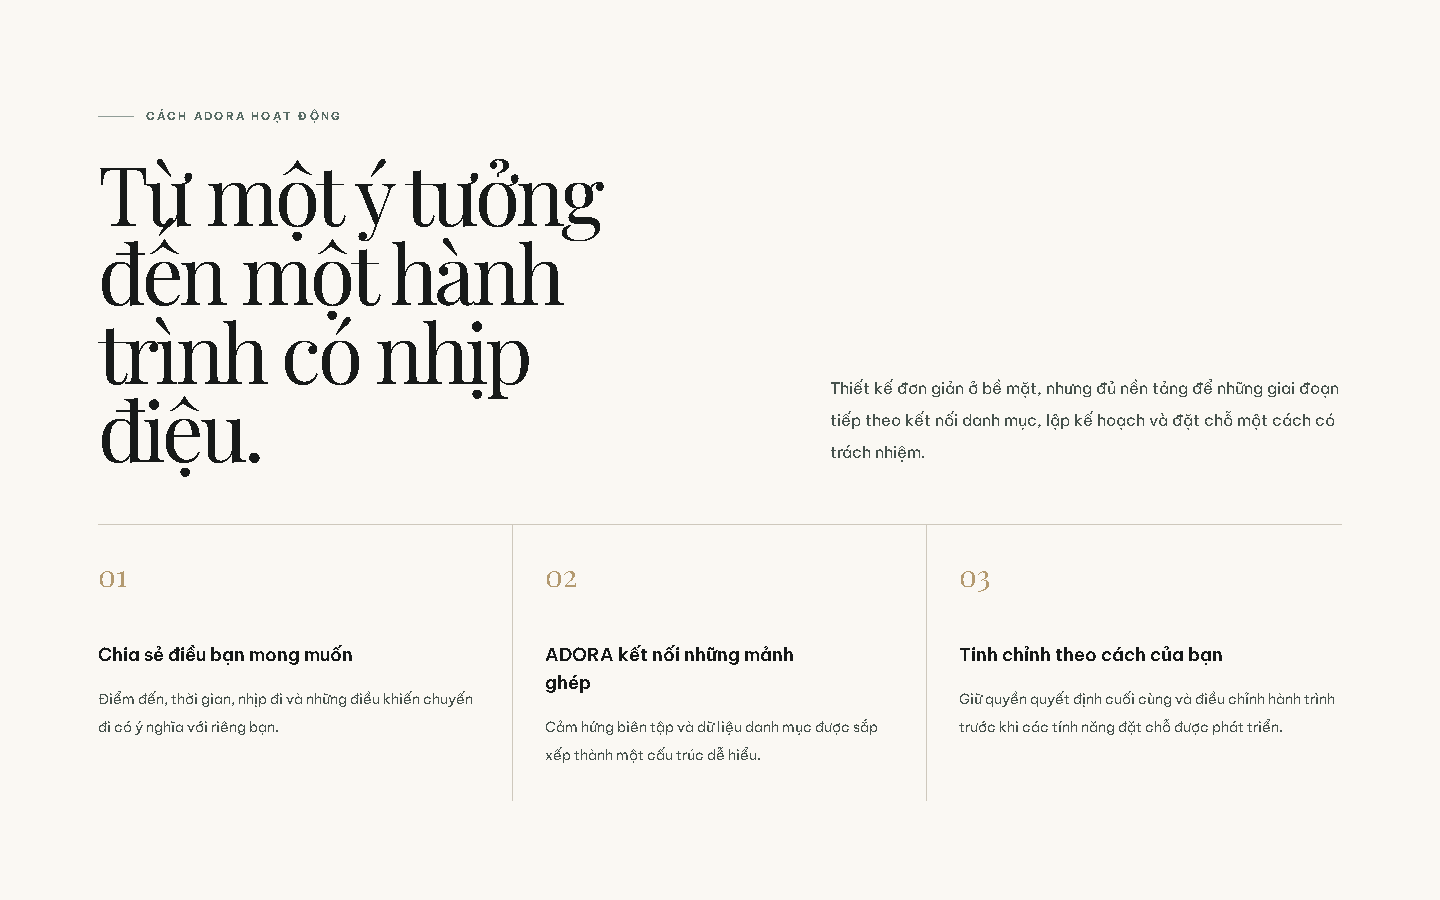 CÁCH ADORA HOẠT ĐỘNG
Từ một ý tưởng
đến một hành
trình có nhịp
điệu.
Thiết kế đơn giản ở bề mặt, nhưng đủ nền tảng để những giai đoạn
tiếp theo kết nối danh mục, lập kế hoạch và đặt chỗ một cách có
trách nhiệm.
01
Chia sẻ điều bạn mong muốn
Điểm đến, thời gian, nhịp đi và những điều khiến chuyến
đi có ý nghĩa với riêng bạn.
02
ADORA kết nối những mảnh
ghép
Cảm hứng biên tập và dữ liệu danh mục được sắp
xếp thành một cấu trúc dễ hiểu.
03
Tinh chỉnh theo cách của bạn
Giữ quyền quyết định cuối cùng và điều chỉnh hành trình
trước khi các tính năng đặt chỗ được phát triển.